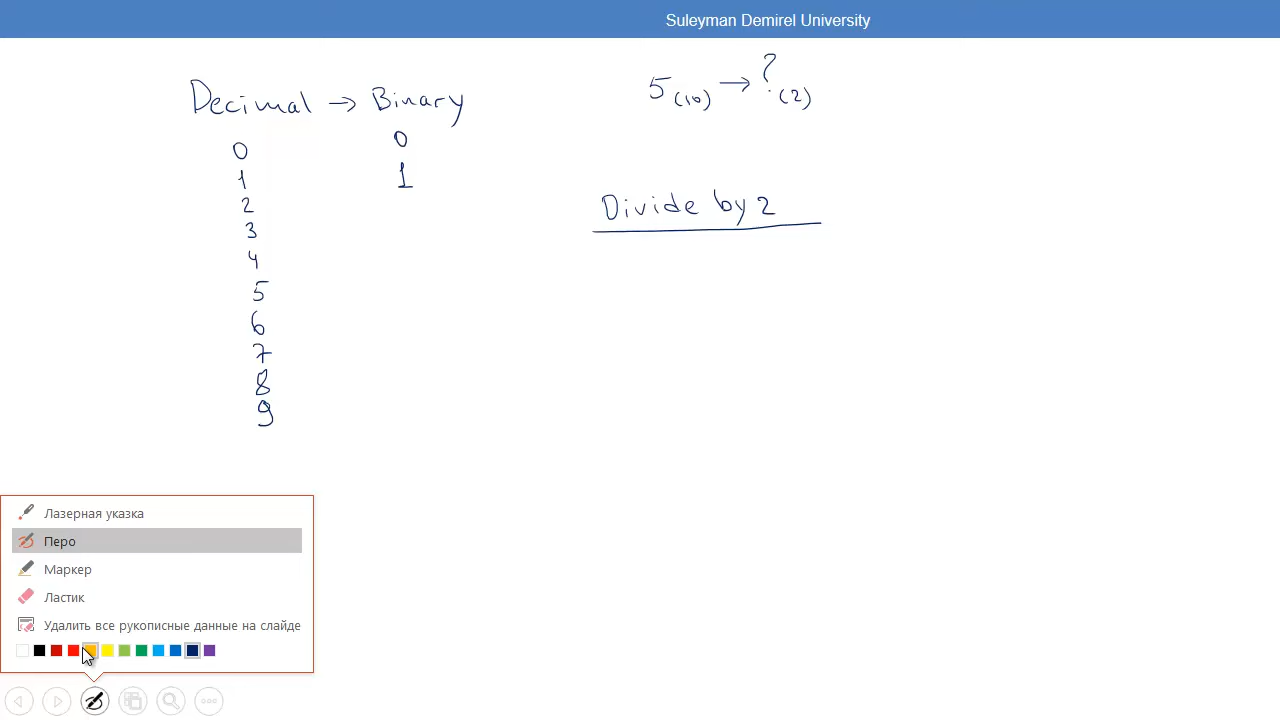 Suleyman Demirel University
Decimal → Binary
0 0
1 1
2
3
4
5
6
7
8
9
5 (10) → ? (2)
Divide by 2
Лазерная указка
Перо
Маркер
Ластик
Удалить все рукописные данные на слайде